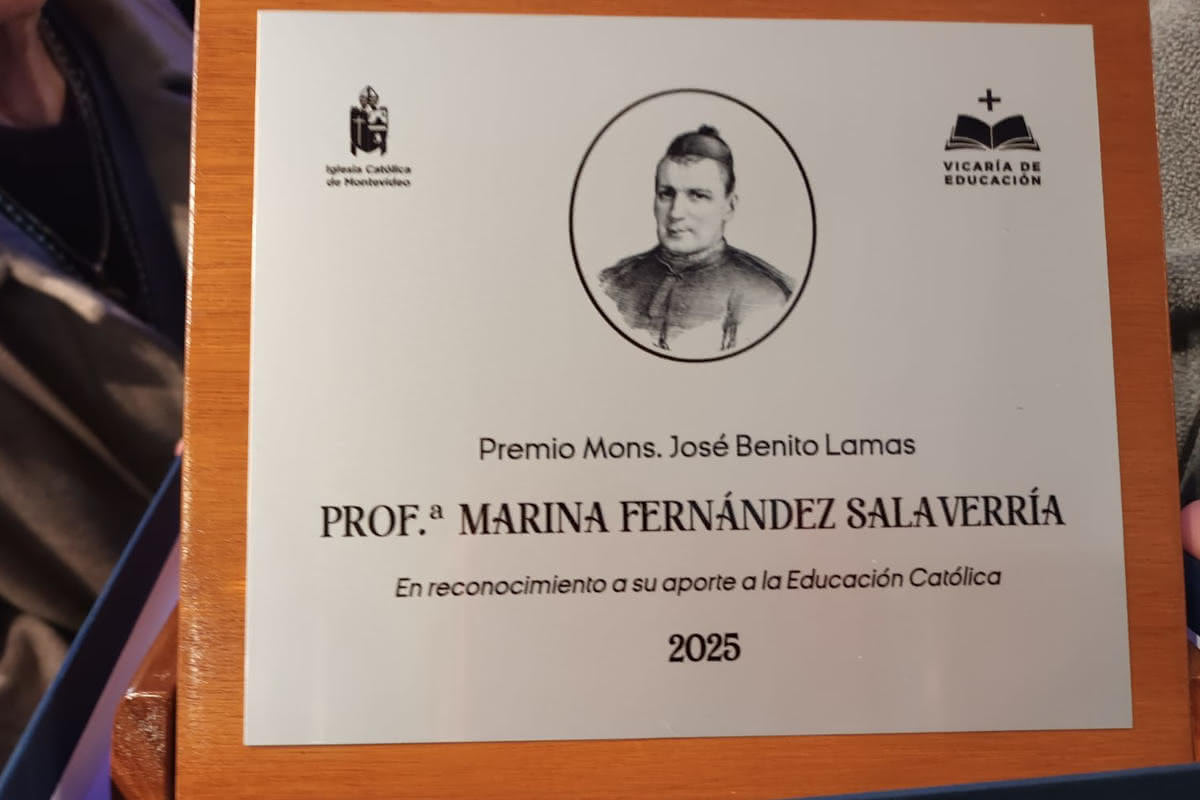 Iglesia Católica
de Montevideo
VICARÍA DE
EDUCACIÓN
Premio Mons. José Benito Lamas
PROF.ª MARINA FERNÁNDEZ SALAVERRÍA
En reconocimiento a su aporte a la Educación Católica
2025